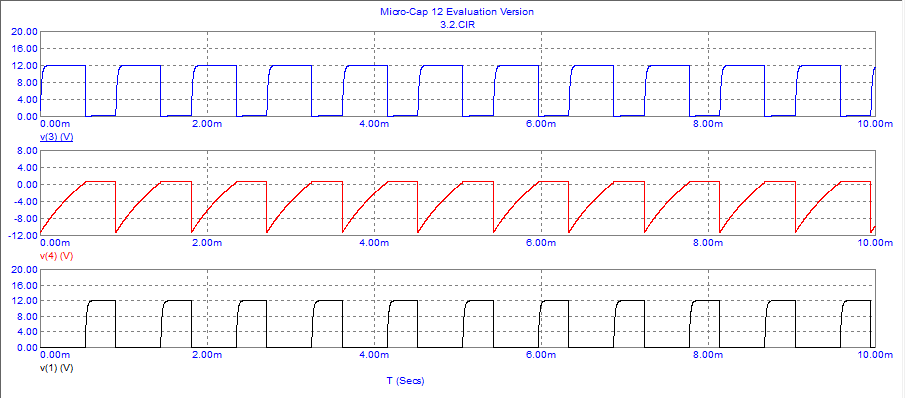 Micro-Cap 12 Evaluation Version
3.2.CIR
20.00
16.00
12.00
8.00
4.00
0.00
0.00m 2.00m 4.00m 6.00m 8.00m 10.00m
v(3) (V)
8.00
4.00
0.00
-4.00
-8.00
-12.00
0.00m 2.00m 4.00m 6.00m 8.00m 10.00m
v(4) (V)
20.00
16.00
12.00
8.00
4.00
0.00
0.00m 2.00m 4.00m 6.00m 8.00m 10.00m
v(1) (V)
T (Secs)